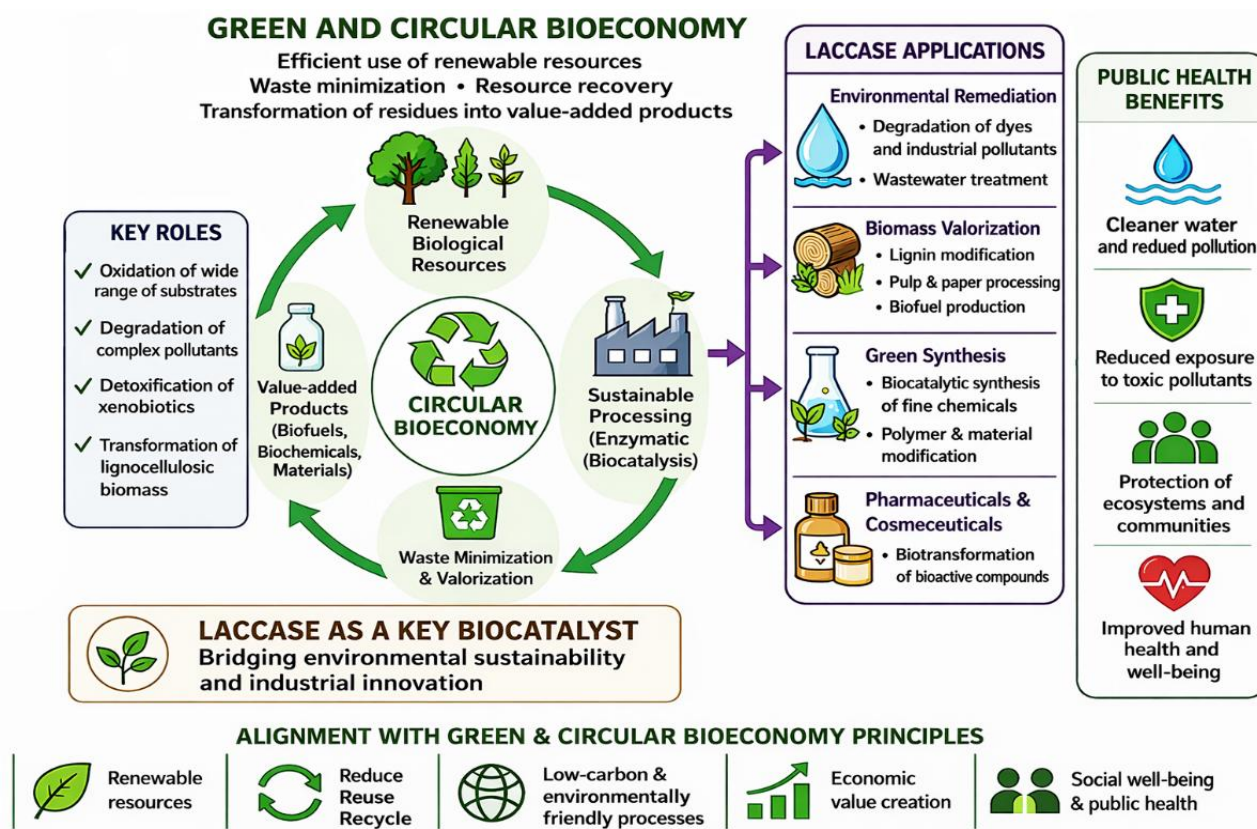 GREEN AND CIRCULAR BIOECONOMY
Efficient use of renewable resources
Waste minimization • Resource recovery
Transformation of residues into value-added products
KEY ROLES
✓ Oxidation of wide
range of substrates
✓ Degradation of
complex pollutants
✓ Detoxification of
xenobiotics
✓ Transformation of
lignocellulosic
biomass
Renewable
Biological
Resources
Sustainable
Processing
(Enzymatic
(Biocatalysis)
Waste Minimization
& Valorization
Value-added
Products
(Biofuels,
Biochemicals,
Materials)
CIRCULAR
BIOECONOMY
LACCASE APPLICATIONS
Environmental Remediation
• Degradation of dyes
and industrial pollutants
• Wastewater treatment
Biomass Valorization
• Lignin modification
• Pulp & paper processing
• Biofuel production
Green Synthesis
• Biocatalytic synthesis
of fine chemicals
• Polymer & material
modification
Pharmaceuticals &
Cosmeceuticals
• Biotransformation
of bioactive compounds
PUBLIC HEALTH
BENEFITS
Cleaner water
and redued pollution
Reduced exposure
to toxic pollutants
Protection of
ecosystems and
communities
Improved human
health and
well-being
LACCASE AS A KEY BIOCATALYST
Bridging environmental sustainability
and industrial innovation
ALIGNMENT WITH GREEN & CIRCULAR BIOECONOMY PRINCIPLES
Renewable
resources
Reduce
Reuse
Recycle
Low-carbon &
environmentally
friendly processes
Economic
value creation
Social well-being
& public health